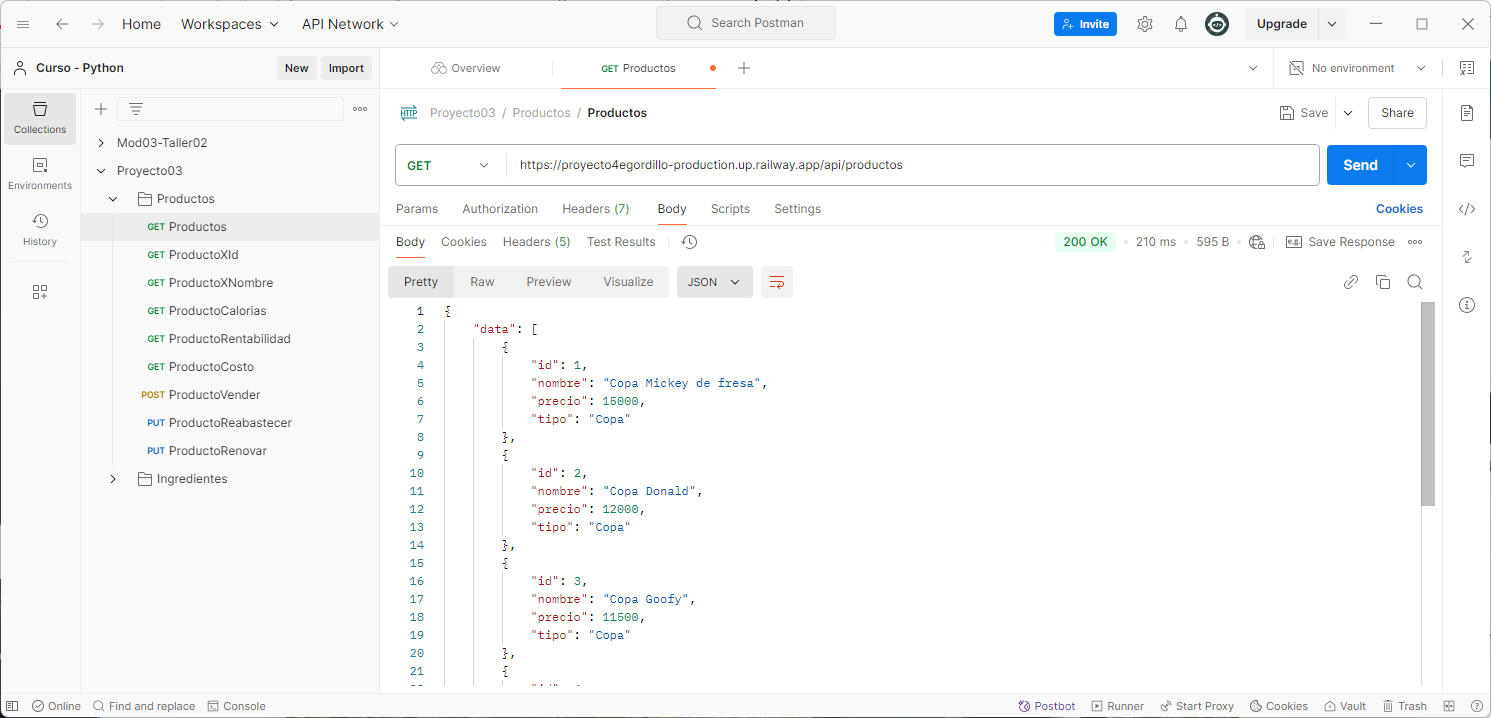 Home Workspaces API Network Search Postman Invite Upgrade
Curso - Python New Import Overview GET Productos No environment
Collections
Environments
History
Mod03-Taller02
Proyecto03
Productos
GET Productos
GET ProductoXId
GET ProductoXNombre
GET ProductoCalorias
GET ProductoRentabilidad
GET ProductoCosto
POST ProductoVender
PUT ProductoReabastecer
PUT ProductoRenovar
Ingredientes
HTTP Proyecto03 / Productos / Productos Save Share
GET https://proyecto4egordillo-production.up.railway.app/api/productos Send
Params Authorization Headers (7) Body Scripts Settings Cookies
Body Cookies Headers (5) Test Results 200 OK • 210 ms • 595 B • e.g. Save Response
Pretty Raw Preview Visualize JSON
1 {
2 "data": [
3 {
4 "id": 1,
5 "nombre": "Copa Mickey de fresa",
6 "precio": 15000,
7 "tipo": "Copa"
8 },
9 {
10 "id": 2,
11 "nombre": "Copa Donald",
12 "precio": 12000,
13 "tipo": "Copa"
14 },
15 {
16 "id": 3,
17 "nombre": "Copa Goofy",
18 "precio": 11500,
19 "tipo": "Copa"
20 },
21 {
Online Find and replace Console Postbot Runner Start Proxy Cookies Vault Trash